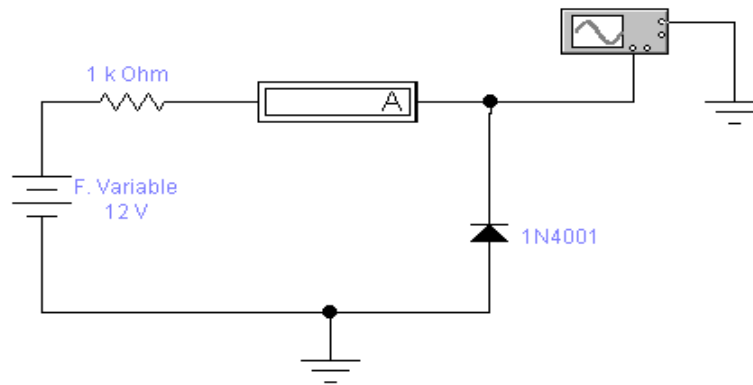 1 k Ohm
A
F. Variable
12 V
1N4001